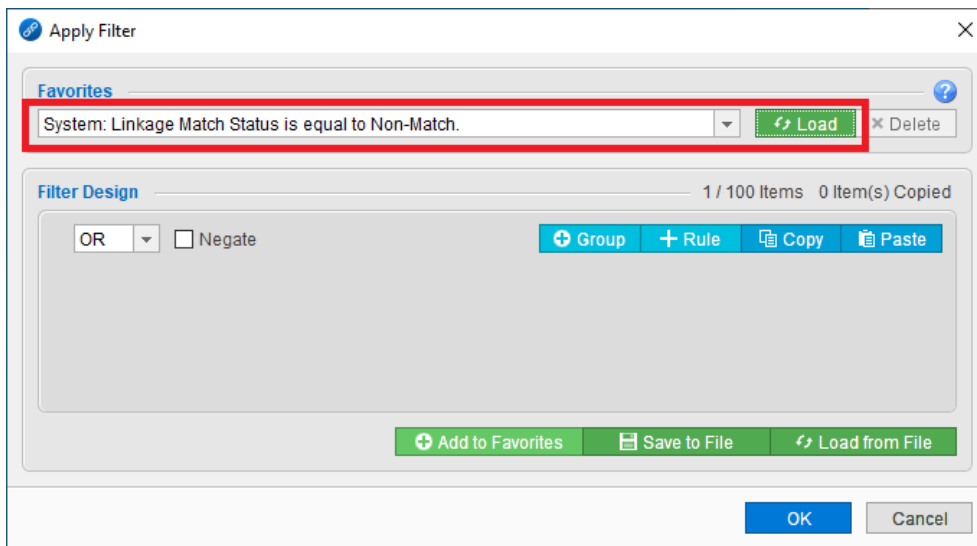 Apply Filter
Favorites
System: Linkage Match Status is equal to Non-Match.
Load
Delete
Filter Design
1 / 100 Items 0 Item(s) Copied
OR
Negate
Group
Rule
Copy
Paste
Add to Favorites
Save to File
Load from File
OK
Cancel